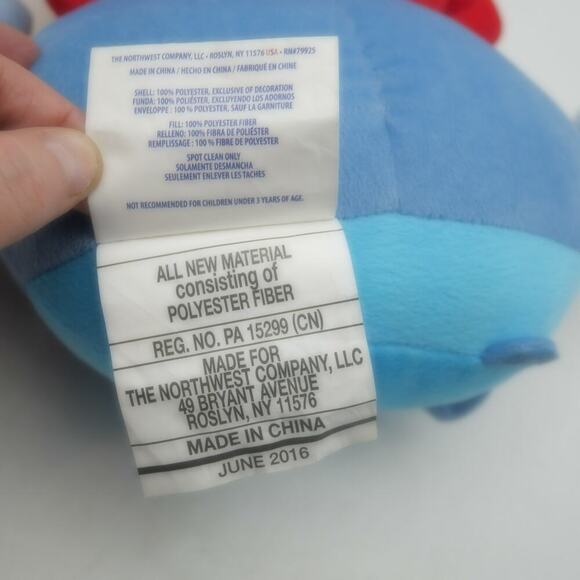 THE NORTHWEST COMPANY, LLC • ROSLYN, NY 11576 USA • RN#79925
MADE IN CHINA / HECHO EN CHINA / FABRIQUÉ EN CHINE
SHELL: 100% POLYESTER, EXCLUSIVE OF DECORATION
FUNDA: 100% POLIÉSTER, EXCLUYENDO LOS ADORNOS
ENVELOPPE : 100 % POLYESTER, SAUF LA GARNITURE
FILL: 100% POLYESTER FIBER
RELLENO: 100% FIBRA DE POLIÉSTER
REMPLISSAGE : 100 % FIBRE DE POLYESTER
SPOT CLEAN ONLY
SOLAMENTE DESMANCHA
SEULEMENT ENLEVER LES TACHES
NOT RECOMMENDED FOR CHILDREN UNDER 3 YEARS OF AGE.
ALL NEW MATERIAL
consisting of
POLYESTER FIBER
REG. NO. PA 15299 (CN)
MADE FOR
THE NORTHWEST COMPANY, LLC
49 BRYANT AVENUE
ROSLYN, NY 11576
MADE IN CHINA
JUNE 2016